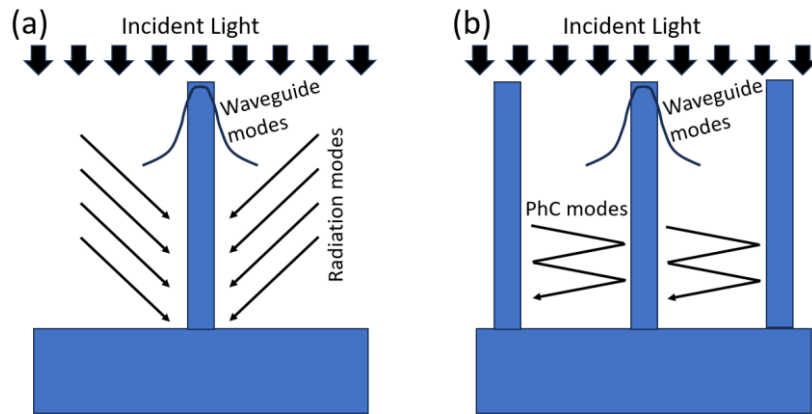 (a)
Incident Light
Waveguide
modes
Radiation modes
(b)
Incident Light
Waveguide
modes
PhC modes